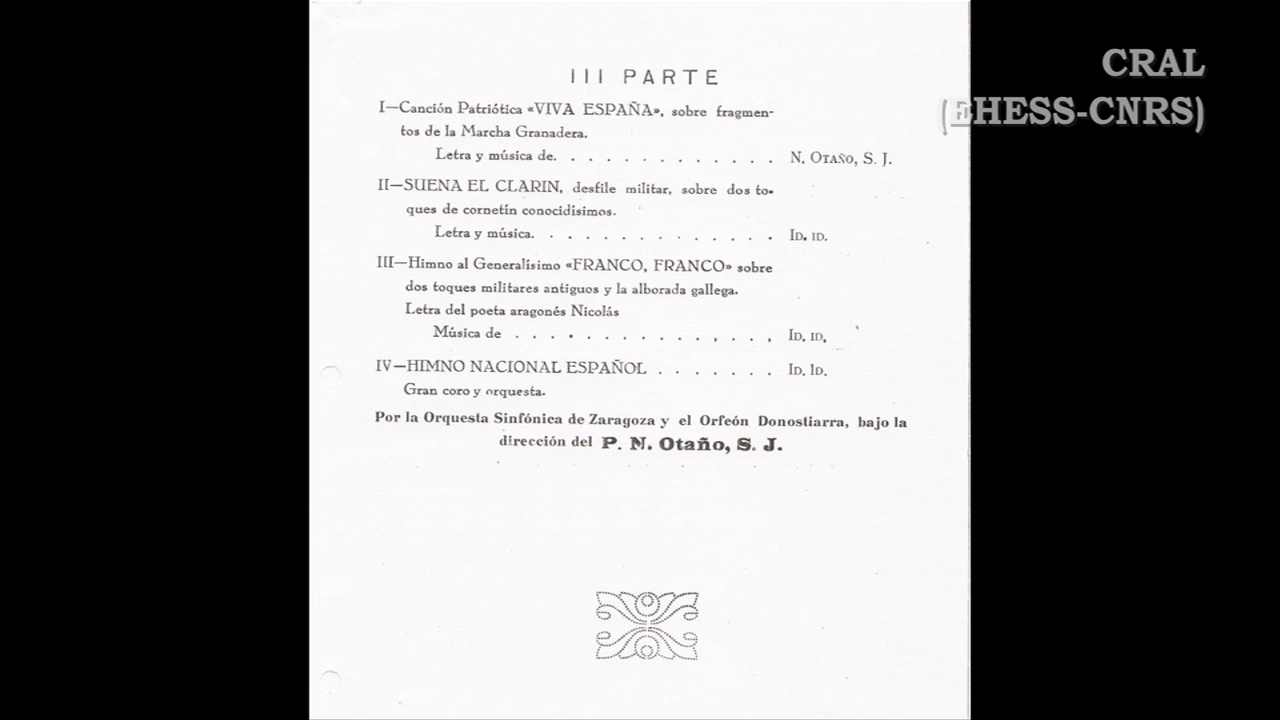 III PARTE
I—Canción Patriótica «VIVA ESPAÑA», sobre fragmen-
tos de la Marcha Granadera.
Letra y música de. . . . . . . . . . . . . N. OTAÑO, S. J.
II—SUENA EL CLARIN, desfile militar, sobre dos to-
ques de cornetín conocidísimos.
Letra y música. . . . . . . . . . . . . . ID. ID.
III—Himno al Generalísimo «FRANCO, FRANCO» sobre
dos toques militares antiguos y la alborada gallega.
Letra del poeta aragonés Nicolás
Música de . . . . . . . . . . . . . . . ID. ID.
IV—HIMNO NACIONAL ESPAÑOL . . . . . . . ID. ID.
Gran coro y orquesta.
Por la Orquesta Sinfónica de Zaragoza y el Orfeón Donostiarra, bajo la
dirección del P. N. Otaño, S. J.
CRAL
(EHESS-CNRS)